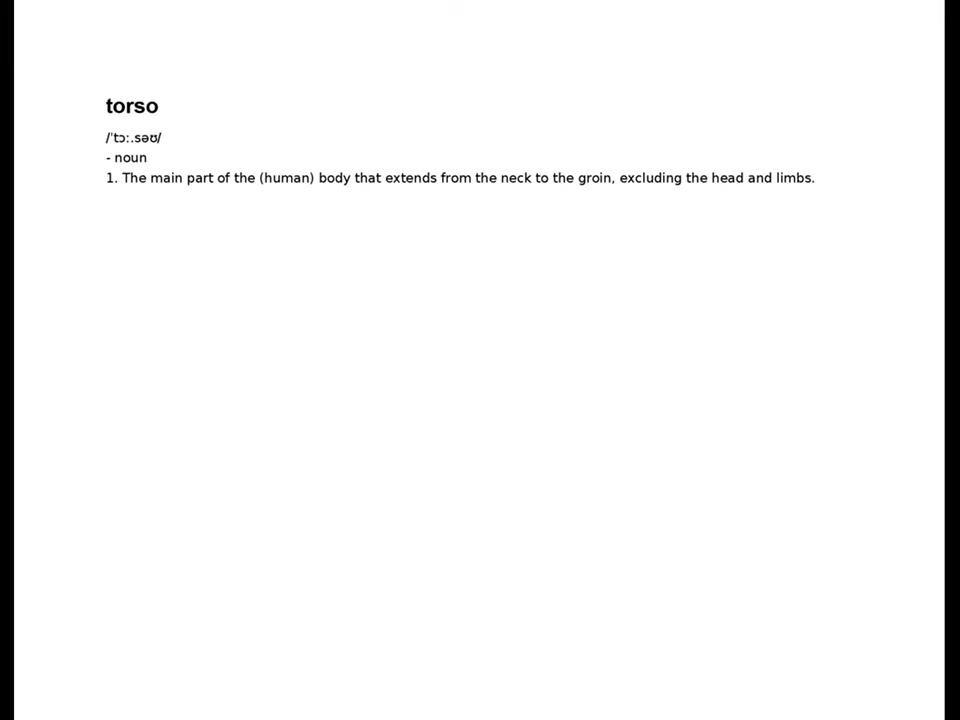 torso
/ˈtɔː.səʊ/
- noun
1. The main part of the (human) body that extends from the neck to the groin, excluding the head and limbs.